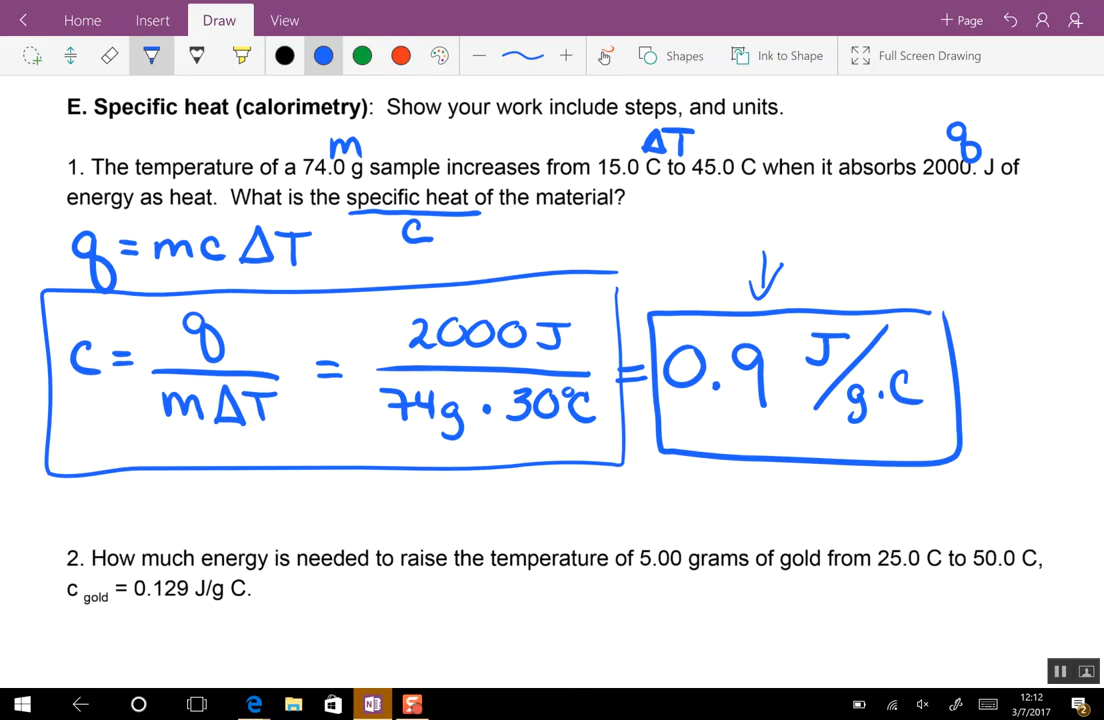 Home Insert Draw View + Page
Shapes Ink to Shape Full Screen Drawing
E. Specific heat (calorimetry): Show your work include steps, and units.
m ΔT q
1. The temperature of a 74.0 g sample increases from 15.0 C to 45.0 C when it absorbs 2000. J of
energy as heat. What is the specific heat of the material?
c
q = mcΔT
c = q / mΔT = 2000J / 74g · 30°C = 0.9 J/g·C
2. How much energy is needed to raise the temperature of 5.00 grams of gold from 25.0 C to 50.0 C,
c gold = 0.129 J/g C.
12:12
3/7/2017
2